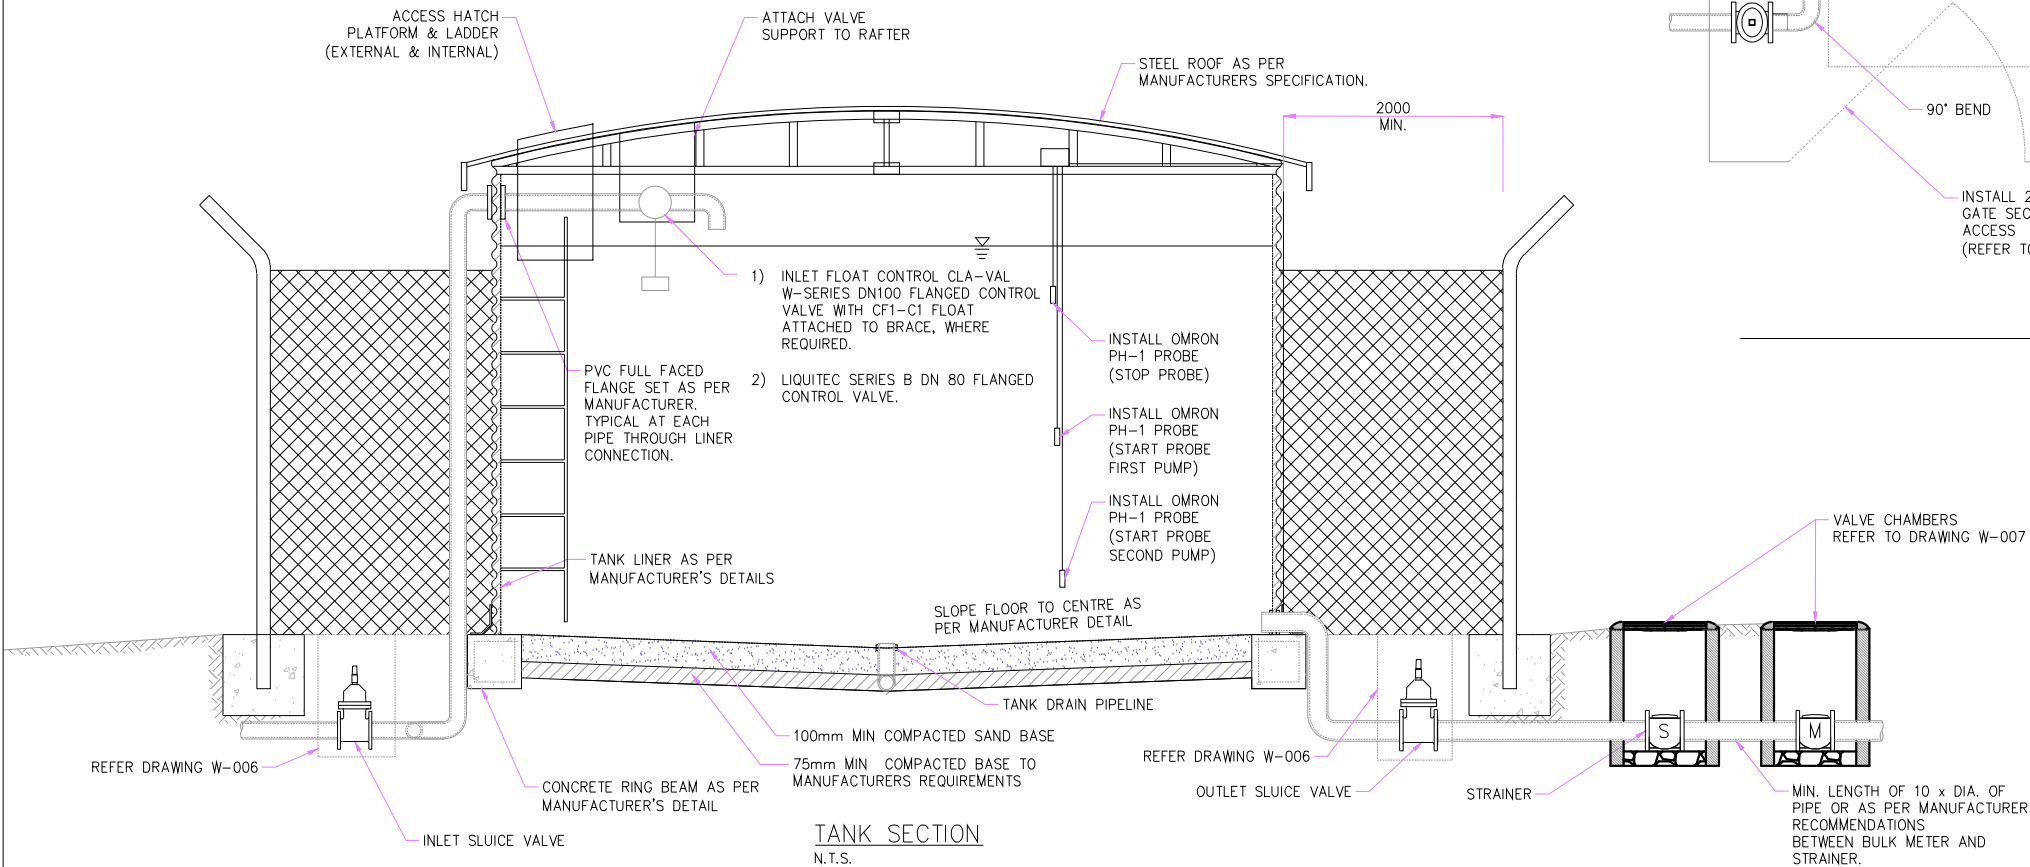 ACCESS HATCH
PLATFORM & LADDER
(EXTERNAL & INTERNAL)
ATTACH VALVE
SUPPORT TO RAFTER
STEEL ROOF AS PER
MANUFACTURERS SPECIFICATION.
2000
MIN.
90° BEND
INSTALL 2
GATE SEC
ACCESS
(REFER TO
1) INLET FLOAT CONTROL CLA-VAL
W-SERIES DN100 FLANGED CONTROL
VALVE WITH CF1-C1 FLOAT
ATTACHED TO BRACE, WHERE
REQUIRED.
2) LIQUITEC SERIES B DN 80 FLANGED
CONTROL VALVE.
PVC FULL FACED
FLANGE SET AS PER
MANUFACTURER.
TYPICAL AT EACH
PIPE THROUGH LINER
CONNECTION.
INSTALL OMRON
PH-1 PROBE
(STOP PROBE)
INSTALL OMRON
PH-1 PROBE
(START PROBE
FIRST PUMP)
INSTALL OMRON
PH-1 PROBE
(START PROBE
SECOND PUMP)
TANK LINER AS PER
MANUFACTURER'S DETAILS
SLOPE FLOOR TO CENTRE AS
PER MANUFACTURER DETAIL
VALVE CHAMBERS
REFER TO DRAWING W-007
TANK DRAIN PIPELINE
100mm MIN COMPACTED SAND BASE
75mm MIN COMPACTED BASE TO
MANUFACTURERS REQUIREMENTS
S
M
REFER DRAWING W-006
CONCRETE RING BEAM AS PER
MANUFACTURER'S DETAIL
INLET SLUICE VALVE
REFER DRAWING W-006
OUTLET SLUICE VALVE
STRAINER
MIN. LENGTH OF 10 x DIA. OF
PIPE OR AS PER MANUFACTURER
RECOMMENDATIONS
BETWEEN BULK METER AND
STRAINER.
TANK SECTION
N.T.S.